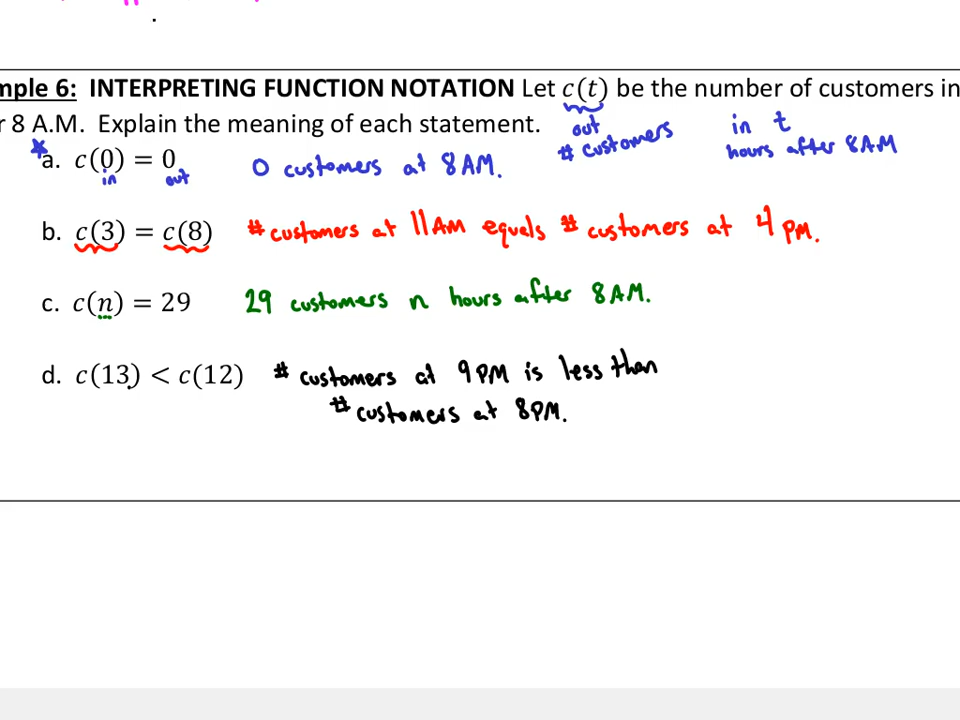 mple 6: INTERPRETING FUNCTION NOTATION Let c(t) be the number of customers in
r 8 A.M. Explain the meaning of each statement.
out
# customers
in t
hours after 8AM
a. c(0) = 0
in
out
0 customers at 8AM.
b. c(3) = c(8) # customers at 11AM equals # customers at 4 PM.
c. c(n) = 29 29 customers n hours after 8AM.
d. c(13) < c(12) # customers at 9PM is less than
# customers at 8PM.